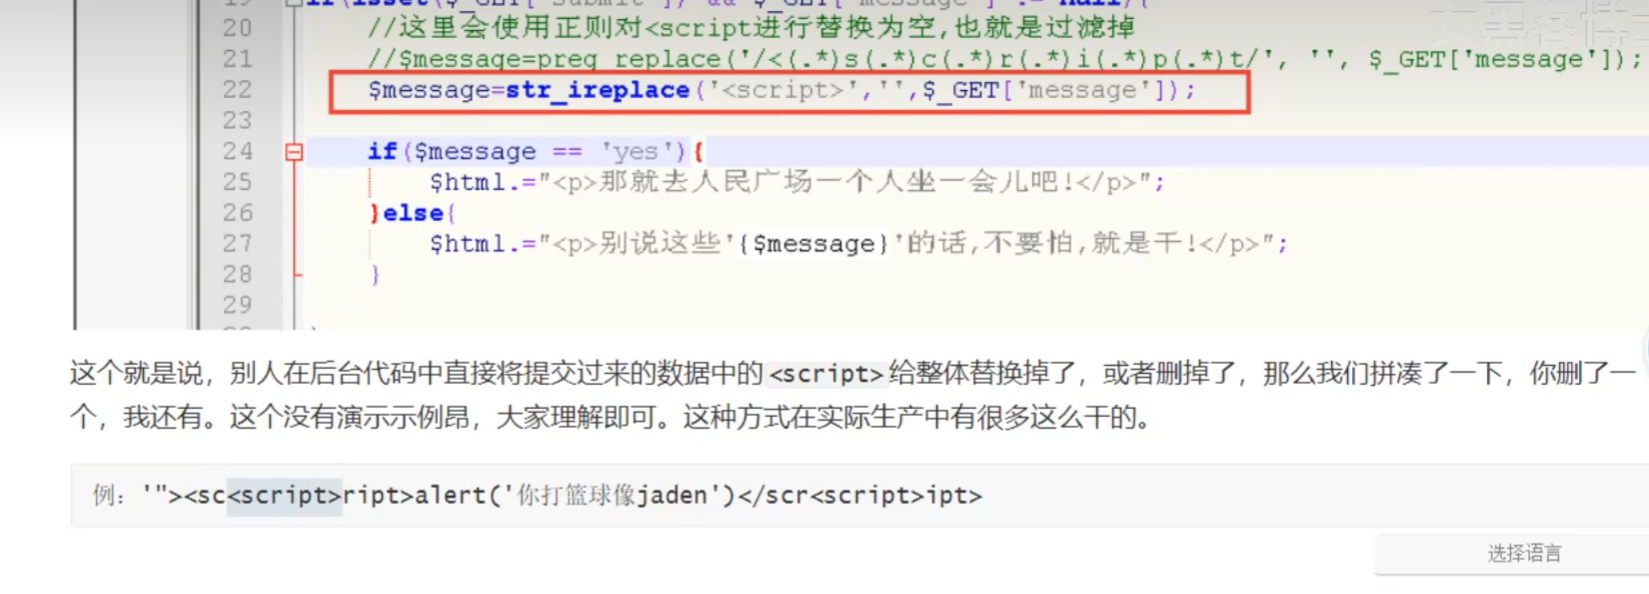 19 if(isset($_GET['submit']) && $_GET['message'] != null){
20 //这里会使用正则对<script进行替换为空,也就是过滤掉
21 //$message=preg_replace('/<(.*)s(.*)c(.*)r(.*)i(.*)p(.*)t/', '', $_GET['message']);
22 $message=str_ireplace('<script>','',$_GET['message']);
23
24 if($message == 'yes'){
25 $html.="<p>那就去人民广场一个人坐一会儿吧!</p>";
26 }else{
27 $html.="<p>别说这些'{$message}'的话,不要怕,就是干!</p>";
28 }
29
这个就是说，别人在后台代码中直接将提交过来的数据中的<script>给整体替换掉了，或者删掉了，那么我们拼凑了一下，你删了一
个，我还有。这个没有演示示例昂，大家理解即可。这种方式在实际生产中有很多这么干的。
例：'"><sc<script>ript>alert('你打篮球像jaden')</scr<script>ipt>
选择语言